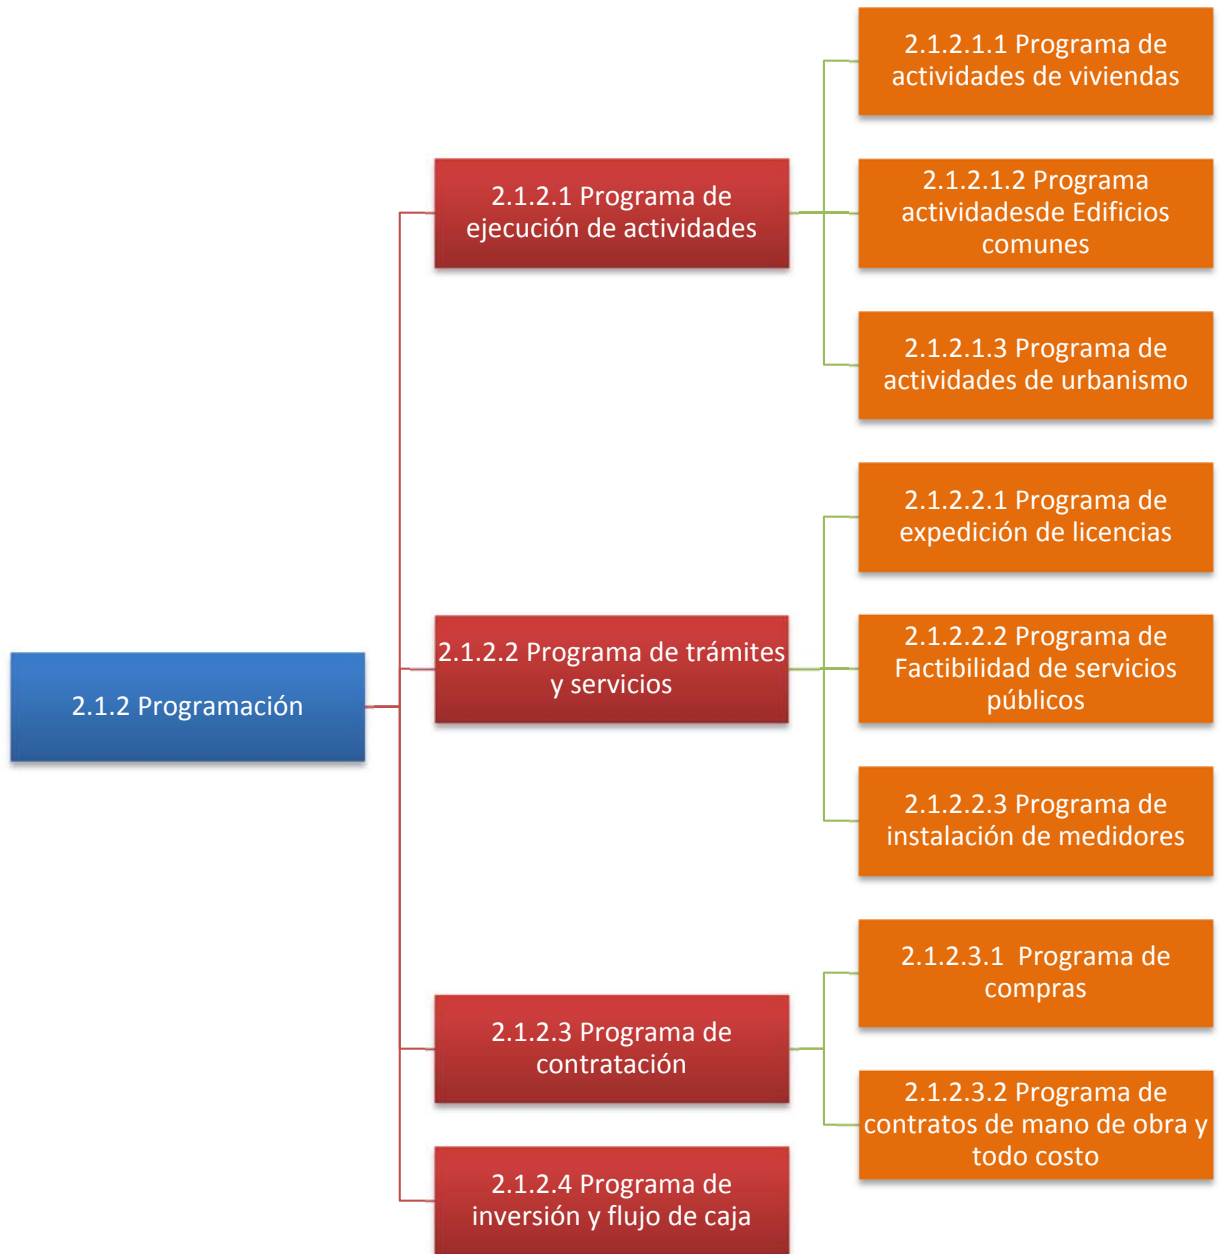 2.1.2 Programación
2.1.2.1 Programa de
ejecución de actividades
2.1.2.1.1 Programa de
actividades de viviendas
2.1.2.1.2 Programa
actividadesde Edificios
comunes
2.1.2.1.3 Programa de
actividades de urbanismo
2.1.2.2 Programa de trámites
y servicios
2.1.2.2.1 Programa de
expedición de licencias
2.1.2.2.2 Programa de
Factibilidad de servicios
públicos
2.1.2.2.3 Programa de
instalación de medidores
2.1.2.3 Programa de
contratación
2.1.2.3.1 Programa de
compras
2.1.2.3.2 Programa de
contratos de mano de obra y
todo costo
2.1.2.4 Programa de
inversión y flujo de caja